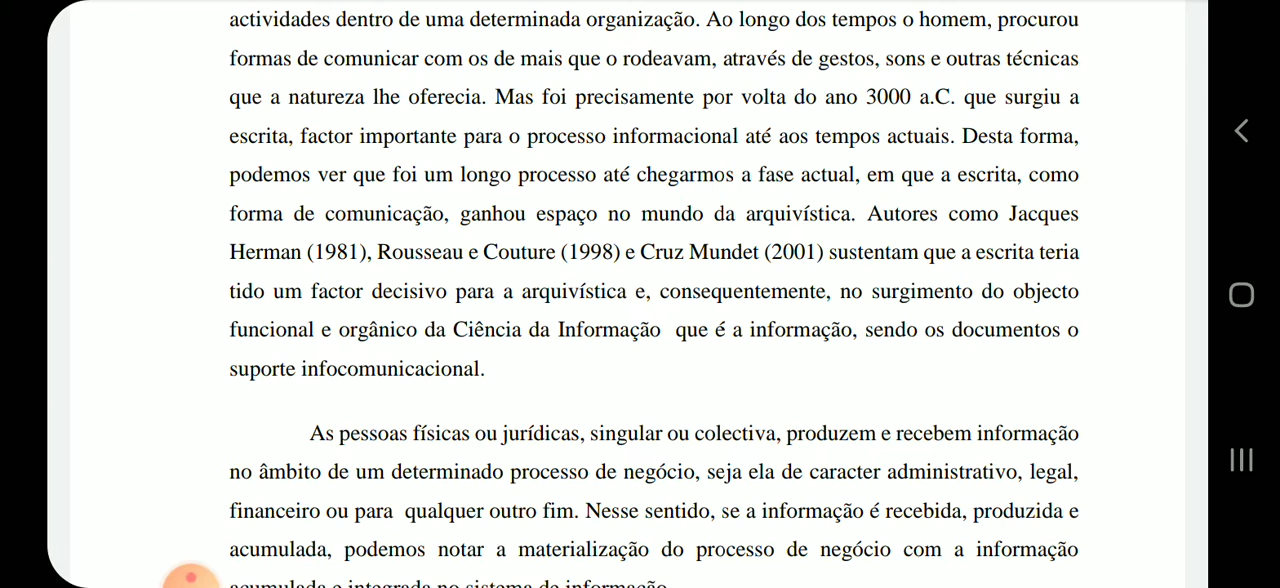 actividades dentro de uma determinada organização. Ao longo dos tempos o homem, procurou
formas de comunicar com os de mais que o rodeavam, através de gestos, sons e outras técnicas
que a natureza lhe oferecia. Mas foi precisamente por volta do ano 3000 a.C. que surgiu a
escrita, factor importante para o processo informacional até aos tempos actuais. Desta forma,
podemos ver que foi um longo processo até chegarmos a fase actual, em que a escrita, como
forma de comunicação, ganhou espaço no mundo da arquivística. Autores como Jacques
Herman (1981), Rousseau e Couture (1998) e Cruz Mundet (2001) sustentam que a escrita teria
tido um factor decisivo para a arquivística e, consequentemente, no surgimento do objecto
funcional e orgânico da Ciência da Informação  que é a informação, sendo os documentos o
suporte infocomunicacional.
As pessoas físicas ou jurídicas, singular ou colectiva, produzem e recebem informação
no âmbito de um determinado processo de negócio, seja ela de caracter administrativo, legal,
financeiro ou para  qualquer outro fim. Nesse sentido, se a informação é recebida, produzida e
acumulada, podemos notar a materialização do processo de negócio com a informação
acumulada e integrada no sistema de informação